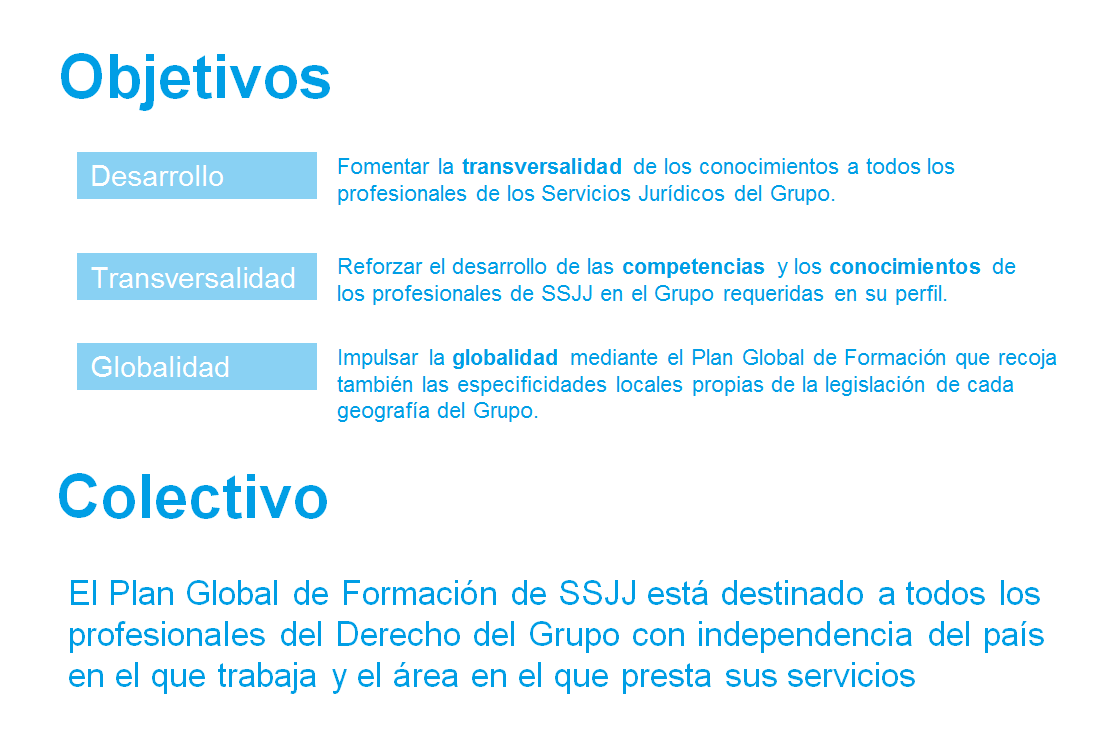 Objetivos
Desarrollo
Fomentar la transversalidad de los conocimientos a todos los
profesionales de los Servicios Jurídicos del Grupo.
Transversalidad
Reforzar el desarrollo de las competencias y los conocimientos de
los profesionales de SSJJ en el Grupo requeridas en su perfil.
Globalidad
Impulsar la globalidad mediante el Plan Global de Formación que recoja
también las especificidades locales propias de la legislación de cada
geografía del Grupo.
Colectivo
El Plan Global de Formación de SSJJ está destinado a todos los
profesionales del Derecho del Grupo con independencia del país
en el que trabaja y el área en el que presta sus servicios